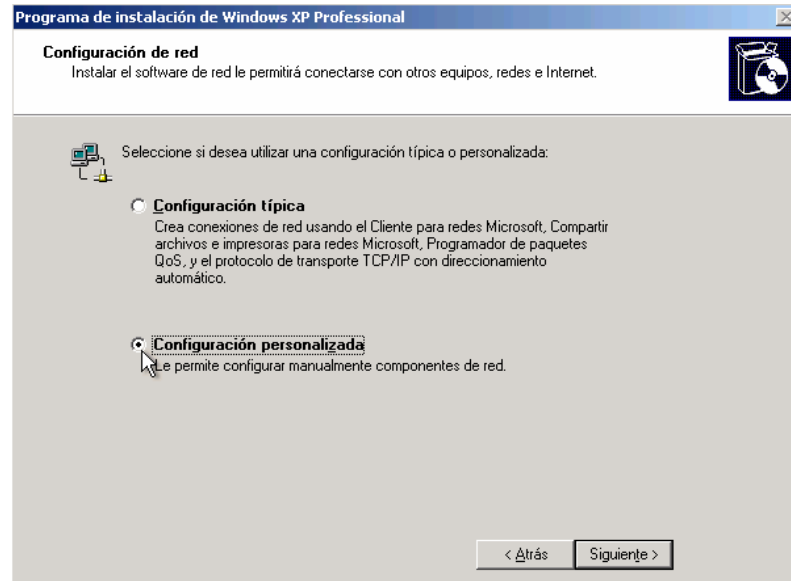 Programa de instalación de Windows XP Professional
Configuración de red
Instalar el software de red le permitirá conectarse con otros equipos, redes e Internet.
Seleccione si desea utilizar una configuración típica o personalizada:
Configuración típica
Crea conexiones de red usando el Cliente para redes Microsoft, Compartir
archivos e impresoras para redes Microsoft, Programador de paquetes
QoS, y el protocolo de transporte TCP/IP con direccionamiento
automático.
Configuración personalizada
Le permite configurar manualmente componentes de red.
< Atrás
Siguiente >